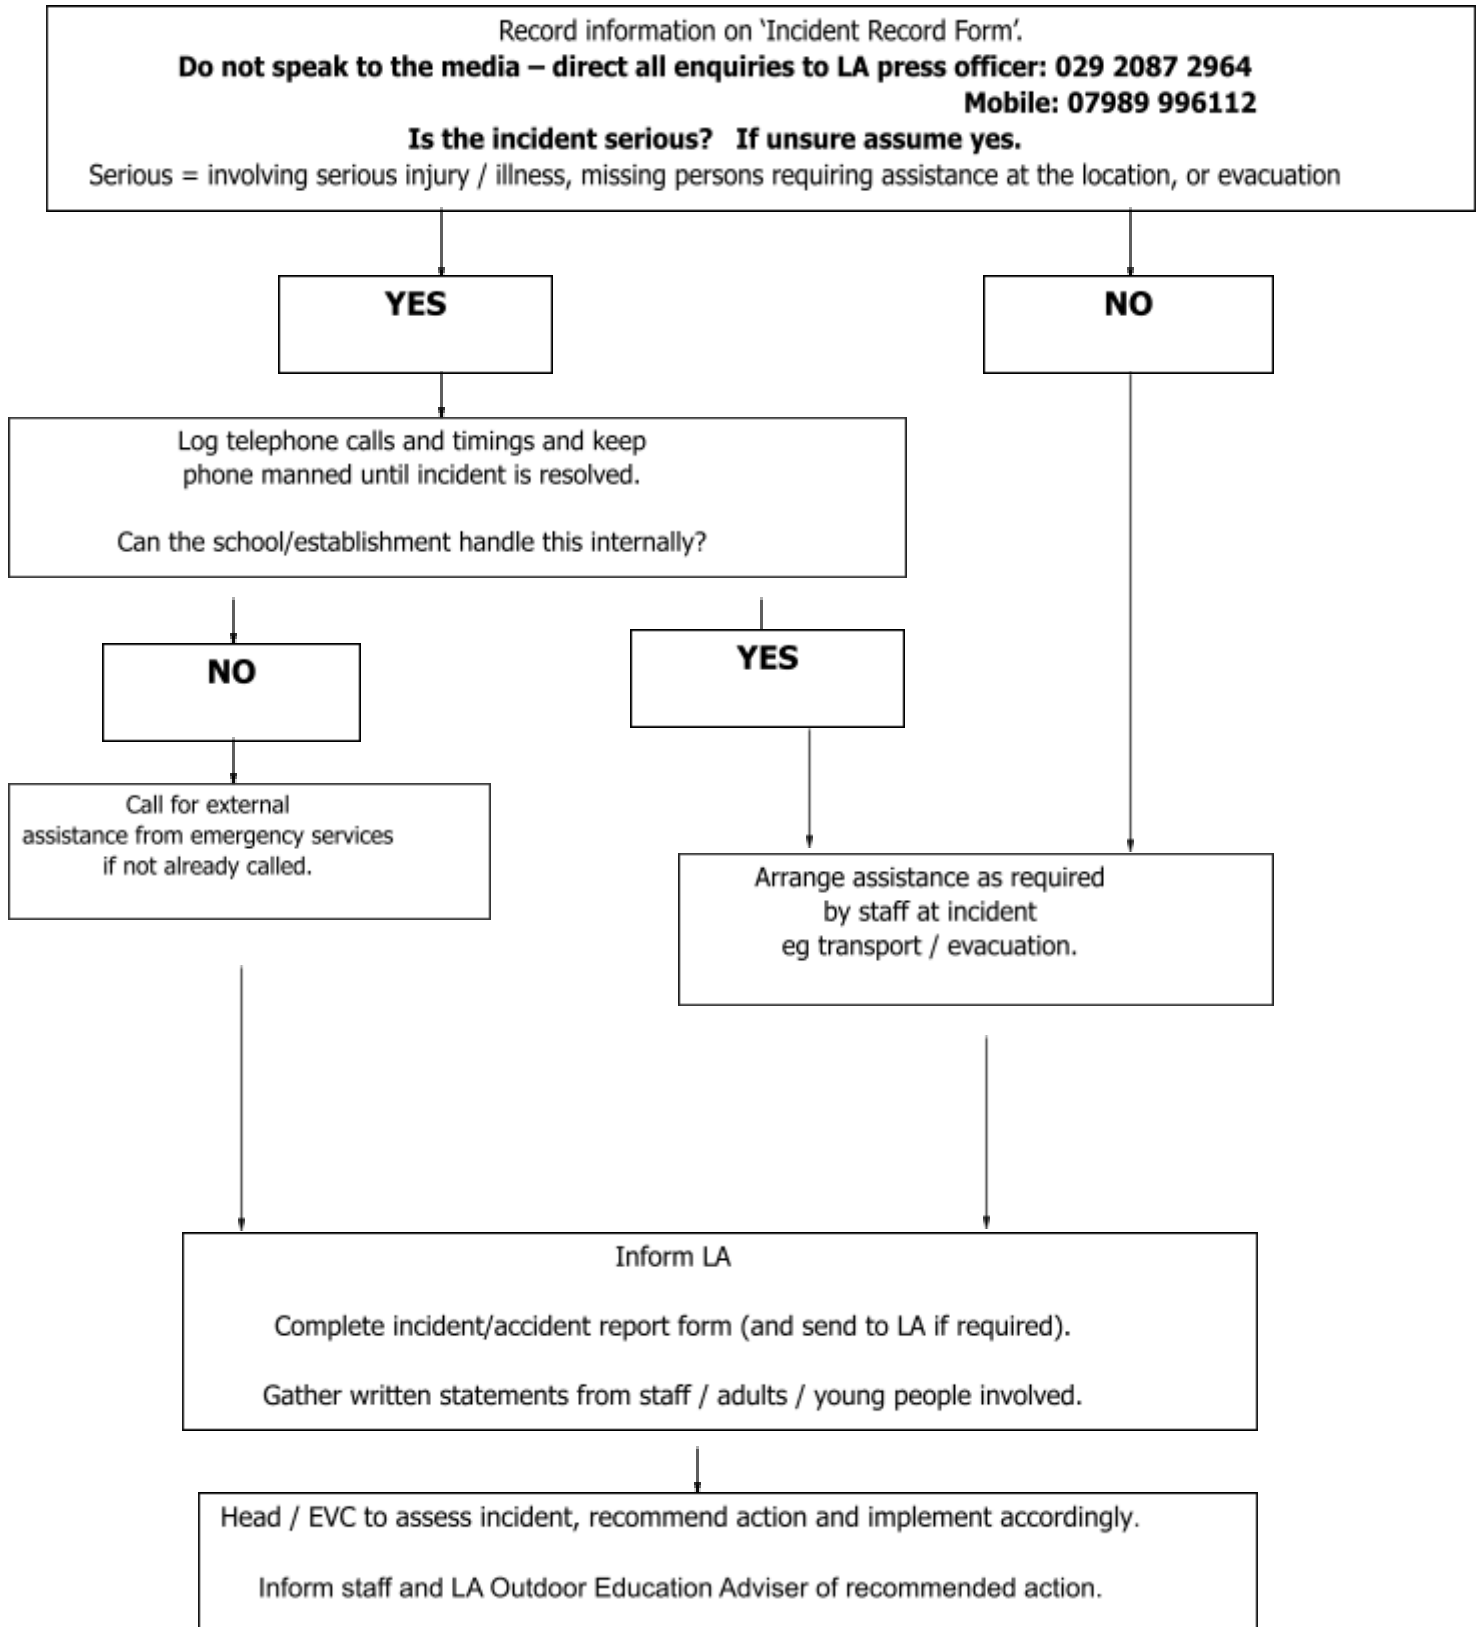 Record information on ‘Incident Record Form’.
Do not speak to the media – direct all enquiries to LA press officer: 029 2087 2964
Mobile: 07989 996112
Is the incident serious? If unsure assume yes.
Serious = involving serious injury / illness, missing persons requiring assistance at the location, or evacuation
YES
NO
Log telephone calls and timings and keep
phone manned until incident is resolved.
Can the school/establishment handle this internally?
NO
YES
Call for external
assistance from emergency services
if not already called.
Arrange assistance as required
by staff at incident
eg transport / evacuation.
Inform LA
Complete incident/accident report form (and send to LA if required).
Gather written statements from staff / adults / young people involved.
Head / EVC to assess incident, recommend action and implement accordingly.
Inform staff and LA Outdoor Education Adviser of recommended action.